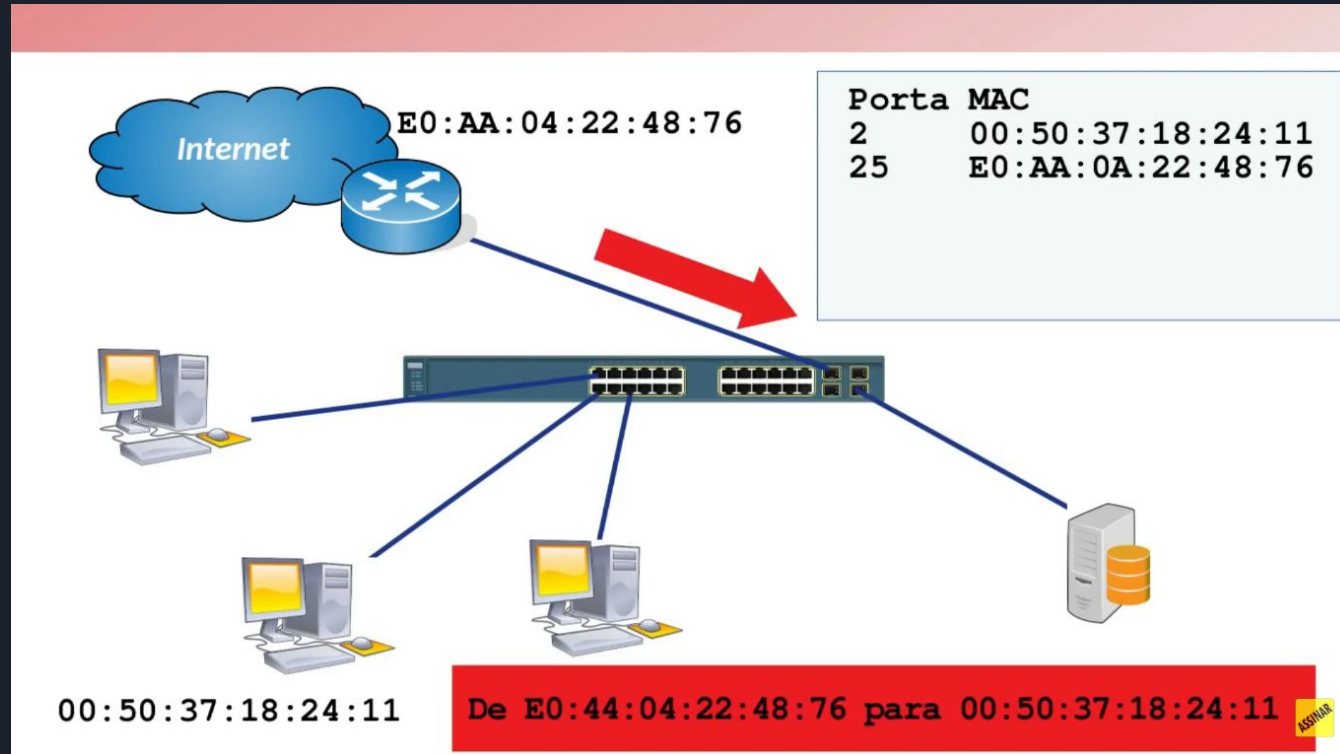 Internet
E0:AA:04:22:48:76
Porta MAC
2 00:50:37:18:24:11
25 E0:AA:0A:22:48:76
00:50:37:18:24:11
De E0:44:04:22:48:76 para 00:50:37:18:24:11
ASSINAR